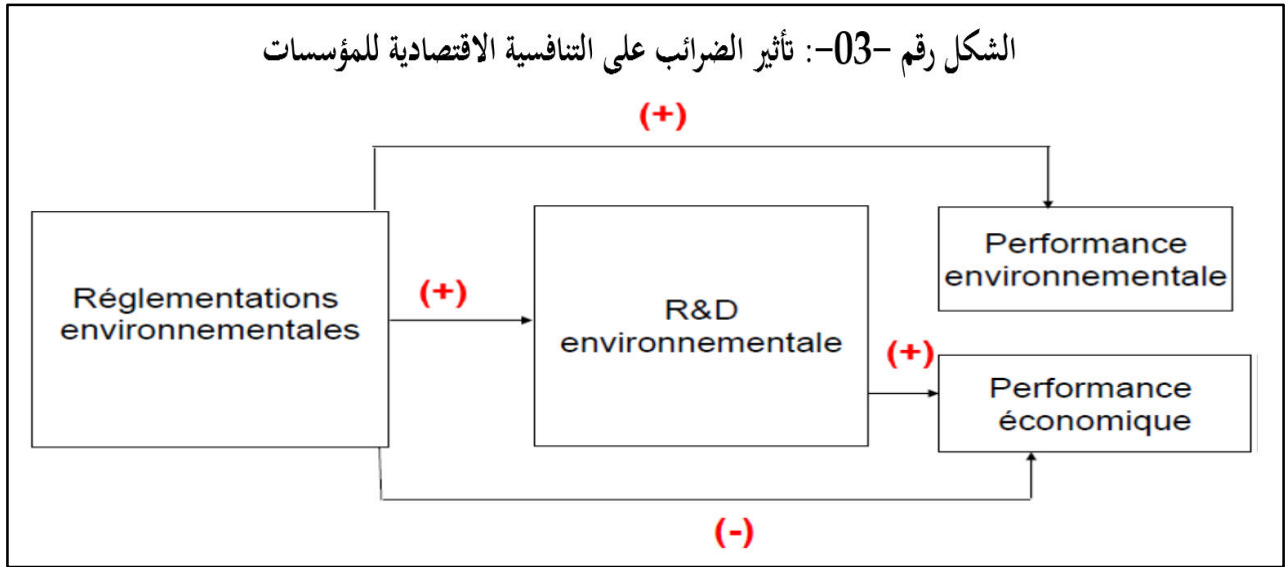 الشكل رقم -03-: تأثير الضرائب على التنافسية الاقتصادية للمؤسسات
(+)
Réglementations
environnementales
(+)
R&D
environnementale
Performance
environnementale
(+)
Performance
économique
(-)